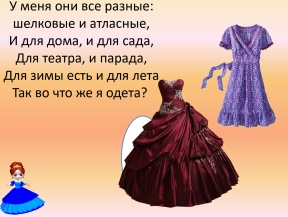 У меня они все разные:
шелковые и атласные,
И для дома, и для сада,
Для театра, и парада,
Для зимы есть и для лета
Так во что же я одета?